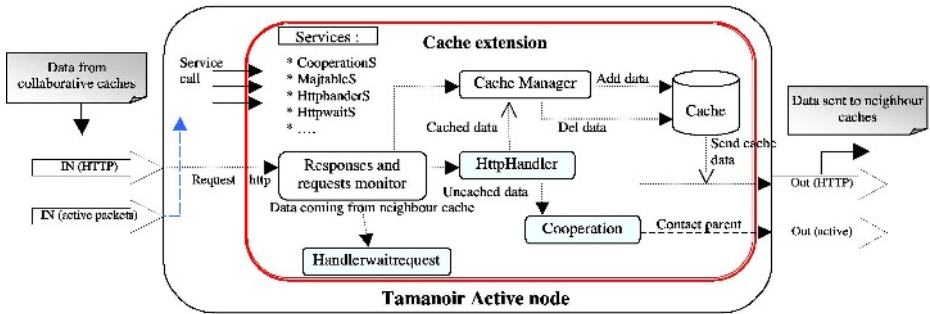 Services :
Cache extension
Data from
collaborative caches
Service
call
* CooperationS
* MajtableS
* HttphanderS
* HttpwaitS
* ....
Cache Manager
Add data
Cache
Data sent to neighbour
caches
Cached data
Del data
Send cache
data
IN (HTTP)
Request http
Responses and
requests monitor
HttpHandler
Out (HTTP)
Uncached data
IN (active packets)
Data coming from neighbour cache
Cooperation
Contact parent
Out (active)
Handlerwaitrequest
Tamanoir Active node